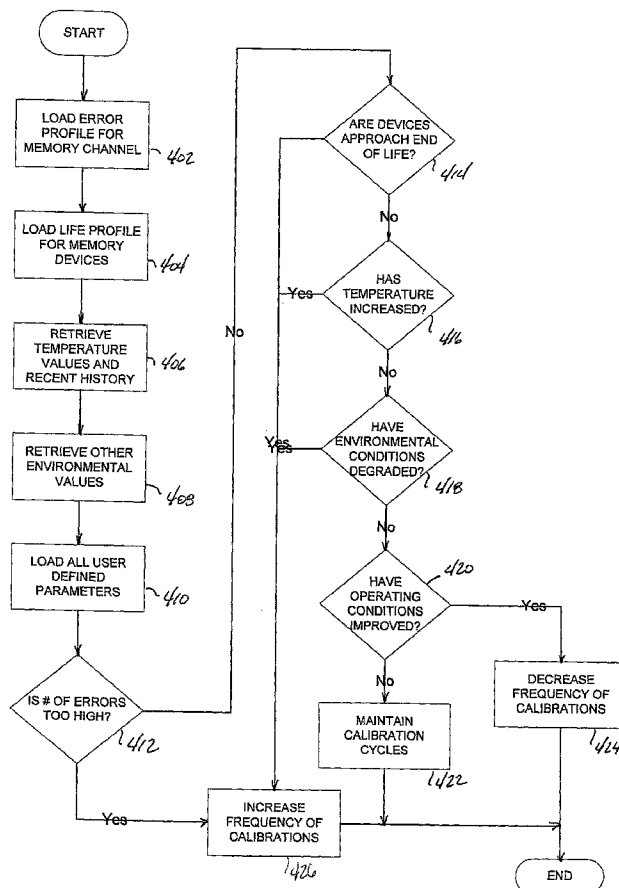 START
LOAD ERROR
PROFILE FOR
MEMORY CHANNEL
402
LOAD LIFE PROFILE
FOR MEMORY
DEVICES
404
RETRIEVE
TEMPERATURE
VALUES AND
RECENT HISTORY
406
RETRIEVE OTHER
ENVIRONMENTAL
VALUES
408
LOAD ALL USER
DEFINED
PARAMETERS
410
IS # OF ERRORS
TOO HIGH?
412
No
Yes
ARE DEVICES
APPROACH END
OF LIFE?
414
No
HAS
TEMPERATURE
INCREASED?
416
Yes
No
HAVE
ENVIRONMENTAL
CONDITIONS
DEGRADED?
418
Yes
Yes
No
HAVE
OPERATING
CONDITIONS
IMPROVED?
420
Yes
No
MAINTAIN
CALIBRATION
CYCLES
422
DECREASE
FREQUENCY OF
CALIBRATIONS
424
INCREASE
FREQUENCY OF
CALIBRATIONS
426
END